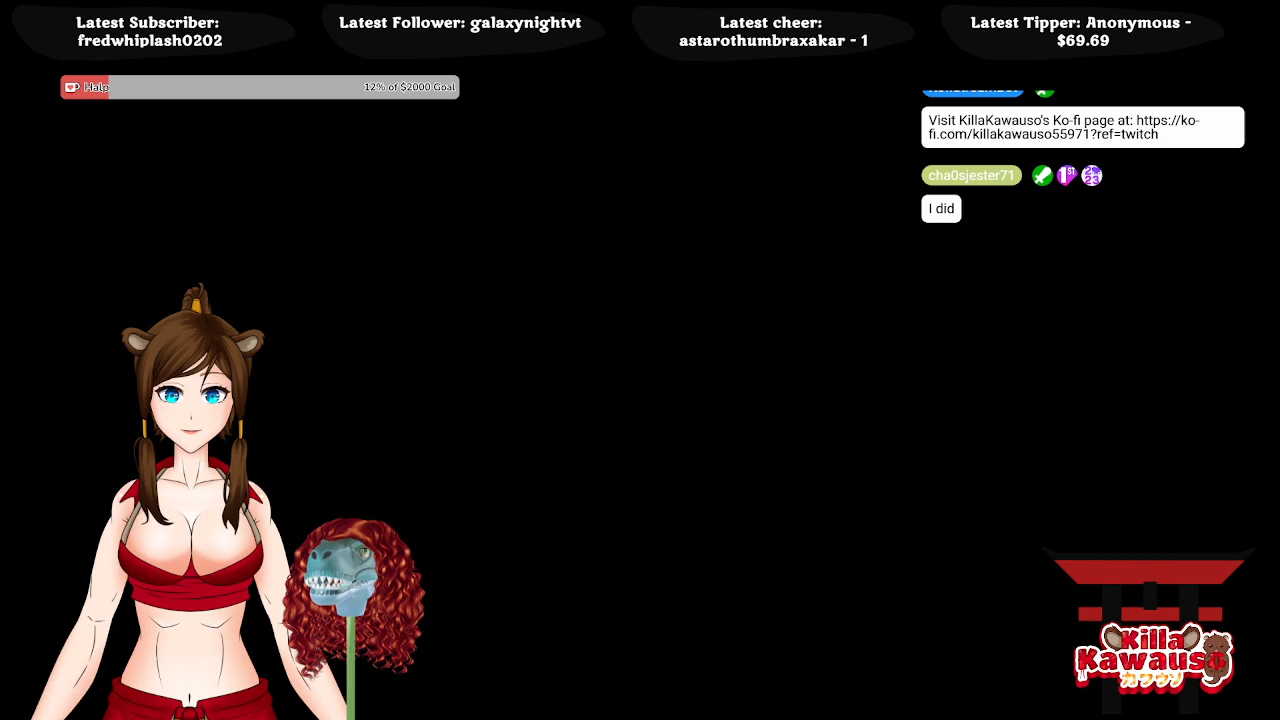 Latest Subscriber:
fredwhiplash0202
Latest Follower: galaxynightvt
Latest cheer:
astarothumbraxakar - 1
Latest Tipper: Anonymous -
$69.69
Halo
12% of $2000 Goal
Visit KillaKawauso's Ko-fi page at: https://ko-
fi.com/killakawauso55971?ref=twitch
cha0sjester71
1ST
I did
Killa
Kawauso
カワウソ